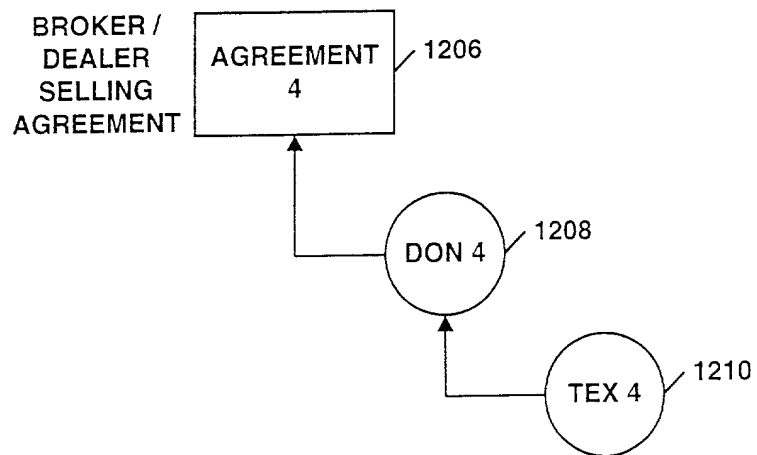 BROKER /
DEALER
SELLING
AGREEMENT
AGREEMENT
4
1206
DON 4
1208
TEX 4
1210